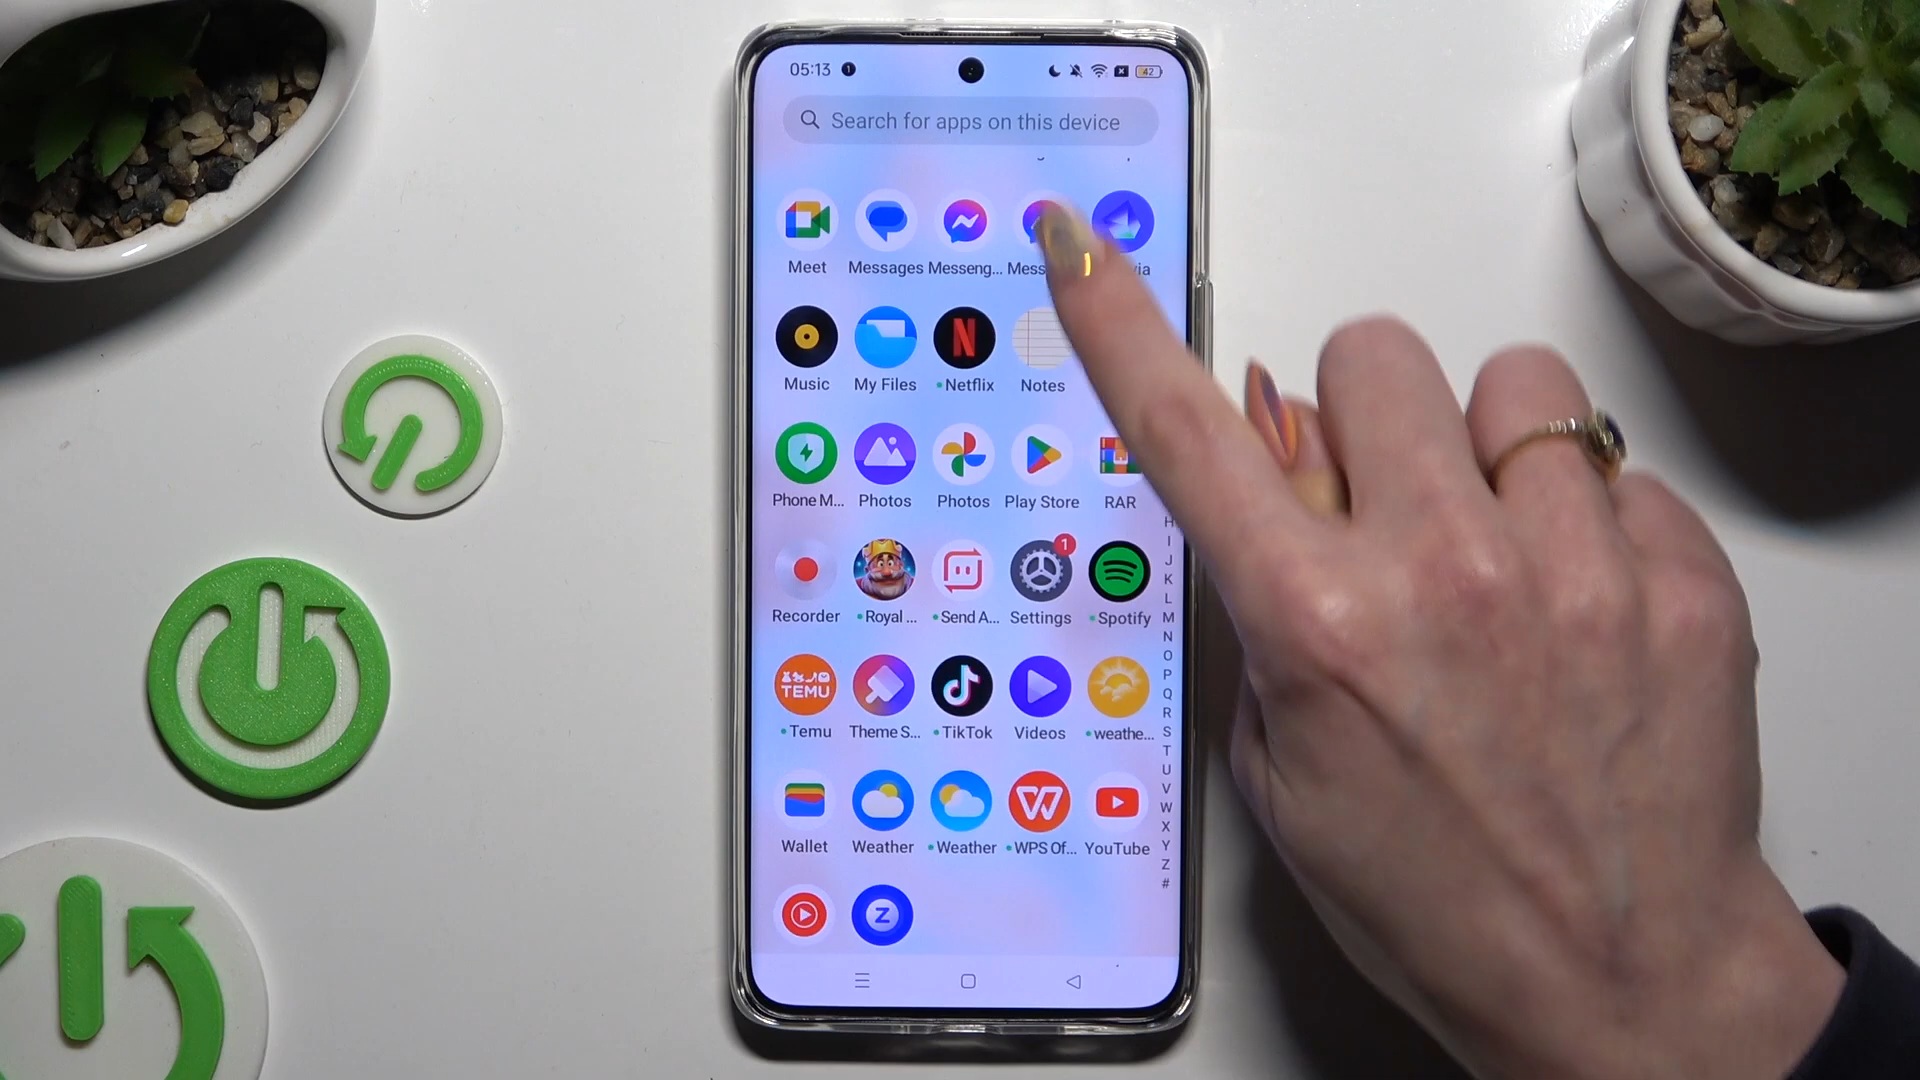 05:13
42
Search for apps on this device
Meet Messages Messeng... Mess
Music My Files Netflix Notes
Phone M... Photos Photos Play Store RAR
1
Recorder Royal ... Send A... Settings Spotify
TEMU
Temu Theme S... TikTok Videos weathe...
Wallet Weather Weather WPS Of... YouTube
H
I
J
K
L
M
N
O
P
Q
R
S
T
U
V
W
X
Y
Z
#